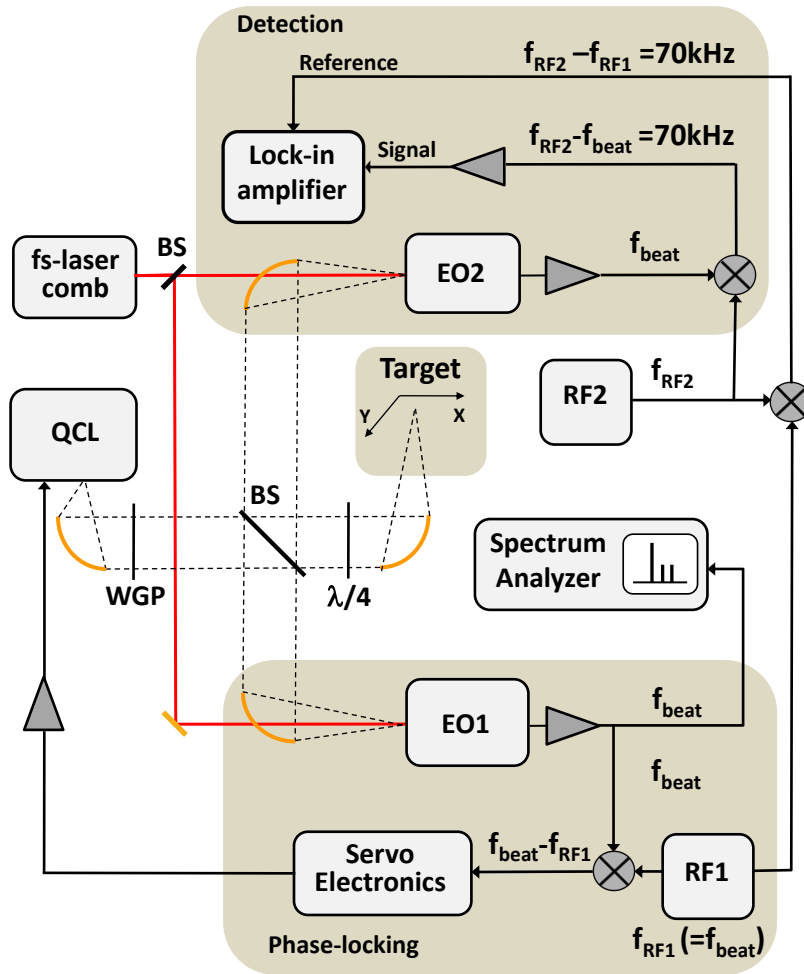 Detection
Reference
f_RF2 – f_RF1 =70kHz
Lock-in
amplifier
Signal
f_RF2-f_beat =70kHz
fs-laser
comb
BS
EO2
f_beat
Target
Y
X
RF2
f_RF2
QCL
BS
WGP
λ/4
Spectrum
Analyzer
EO1
f_beat
f_beat
Servo
Electronics
f_beat-f_RF1
RF1
f_RF1 (=f_beat)
Phase-locking